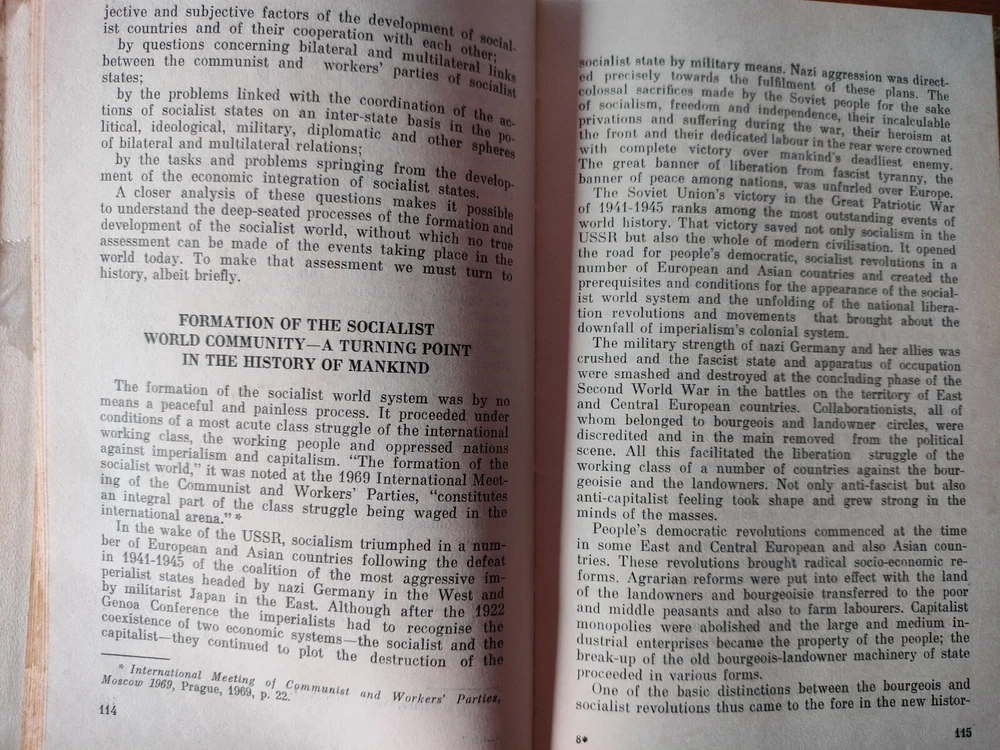 jective and subjective factors of the development of social-
ist countries and of their cooperation with each other;
by questions concerning bilateral and multilateral links
between the communist and workers' parties of socialist
states;
by the problems linked with the coordination of the ac-
tions of socialist states on an inter-state basis in the po-
litical, ideological, military, diplomatic and other spheres
of bilateral and multilateral relations;
by the tasks and problems springing from the develop-
ment of the economic integration of socialist states.
A closer analysis of these questions makes it possible
to understand the deep-seated processes of the formation and
development of the socialist world, without which no true
assessment can be made of the events taking place in the
world today. To make that assessment we must turn to
history, albeit briefly.
FORMATION OF THE SOCIALIST
WORLD COMMUNITY—A TURNING POINT
IN THE HISTORY OF MANKIND
The formation of the socialist world system was by no
means a peaceful and painless process. It proceeded under
conditions of a most acute class struggle of the international
working class, the working people and oppressed nations
against imperialism and capitalism. “The formation of the
socialist world,” it was noted at the 1969 International Meet-
ing of the Communist and Workers' Parties, “constitutes
an integral part of the class struggle being waged in the
international arena.”*
In the wake of the USSR, socialism triumphed in a num-
ber of European and Asian countries following the defeat
in 1941-1945 of the coalition of the most aggressive im-
perialist states headed by nazi Germany in the West and
by militarist Japan in the East. Although after the 1922
Genoa Conference the imperialists had to recognise the
coexistence of two economic systems—the socialist and the
capitalist—they continued to plot the destruction of the
* International Meeting of Communist and Workers' Parties,
Moscow 1969, Prague, 1969, p. 22.
114
socialist state by military means. Nazi aggression was direct-
ed precisely towards the fulfilment of these plans. The
colossal sacrifices made by the Soviet people for the sake
of socialism, freedom and independence, their incalculable
privations and suffering during the war, their heroism at
the front and their dedicated labour in the rear were crowned
with complete victory over mankind's deadliest enemy.
The great banner of liberation from fascist tyranny, the
banner of peace among nations, was unfurled over Europe.
The Soviet Union's victory in the Great Patriotic War
of 1941-1945 ranks among the most outstanding events of
world history. That victory saved not only socialism in the
USSR but also the whole of modern civilisation. It opened
the road for people's democratic, socialist revolutions in a
number of European and Asian countries and created the
prerequisites and conditions for the appearance of the social-
ist world system and the unfolding of the national libera-
tion revolutions and movements that brought about the
downfall of imperialism's colonial system.
The military strength of nazi Germany and her allies was
crushed and the fascist state and apparatus of occupation
were smashed and destroyed at the concluding phase of the
Second World War in the battles on the territory of East
and Central European countries. Collaborationists, all of
whom belonged to bourgeois and landowner circles, were
discredited and in the main removed from the political
scene. All this facilitated the liberation struggle of the
working class of a number of countries against the bour-
geoisie and the landowners. Not only anti-fascist but also
anti-capitalist feeling took shape and grew strong in the
minds of the masses.
People's democratic revolutions commenced at the time
in some East and Central European and also Asian coun-
tries. These revolutions brought radical socio-economic re-
forms. Agrarian reforms were put into effect with the land
of the landowners and bourgeoisie transferred to the poor
and middle peasants and also to farm labourers. Capitalist
monopolies were abolished and the large and medium in-
dustrial enterprises became the property of the people; the
break-up of the old bourgeois-landowner machinery of state
proceeded in various forms.
One of the basic distinctions between the bourgeois and
socialist revolutions thus came to the fore in the new histor-
8*
115